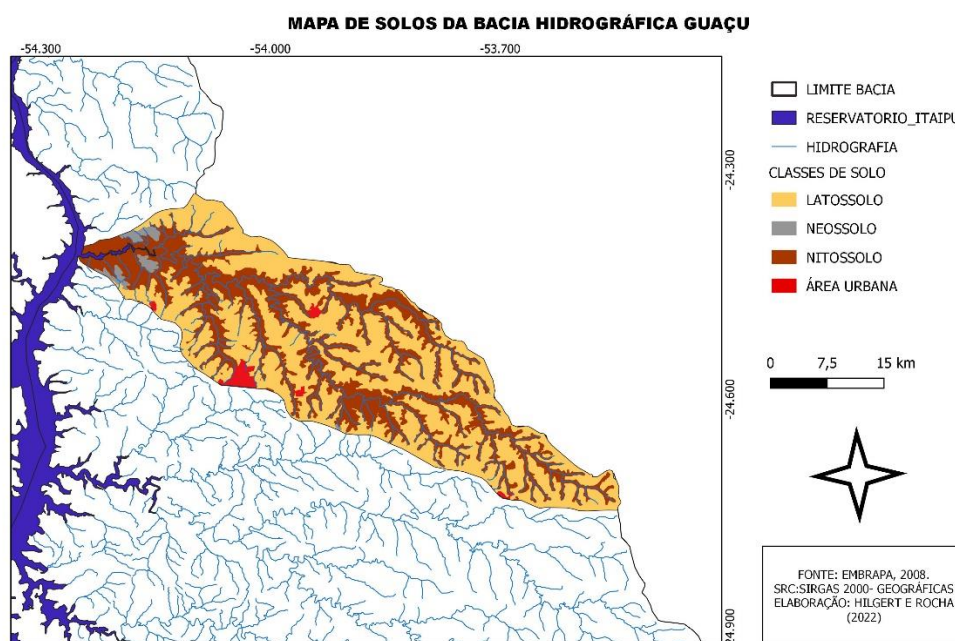 MAPA DE SOLOS DA BACIA HIDROGRÁFICA GUAÇU
-54.300
-54.000
-53.700
-24.300
-24.600
-24.900
LIMITE BACIA
RESERVATORIO_ITAIPU
HIDROGRAFIA
CLASSES DE SOLO
LATOSSOLO
NEOSSOLO
NITOSSOLO
ÁREA URBANA
0 7,5 15 km
FONTE: EMBRAPA, 2008.
SRC:SIRGAS 2000- GEOGRÁFICAS
ELABORAÇÃO: HILGERT E ROCHA
(2022)